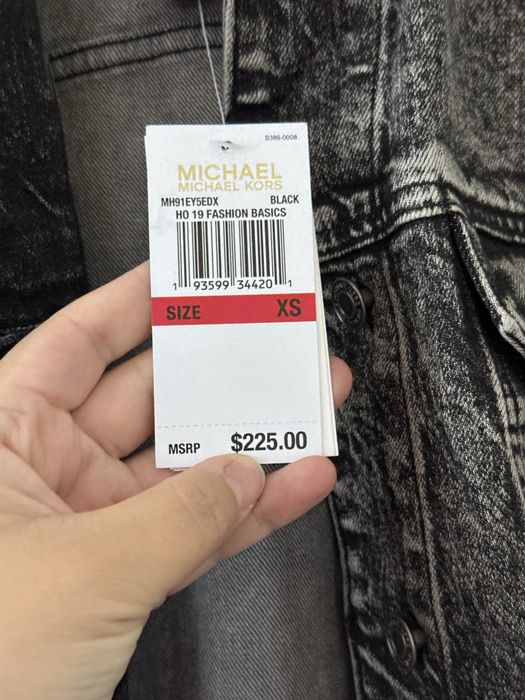 S386-0008
MICHAEL
MICHAEL KORS
MH91EY5EDX BLACK
HO 19 FASHION BASICS
1 93599 34420 1
SIZE XS
MSRP $225.00